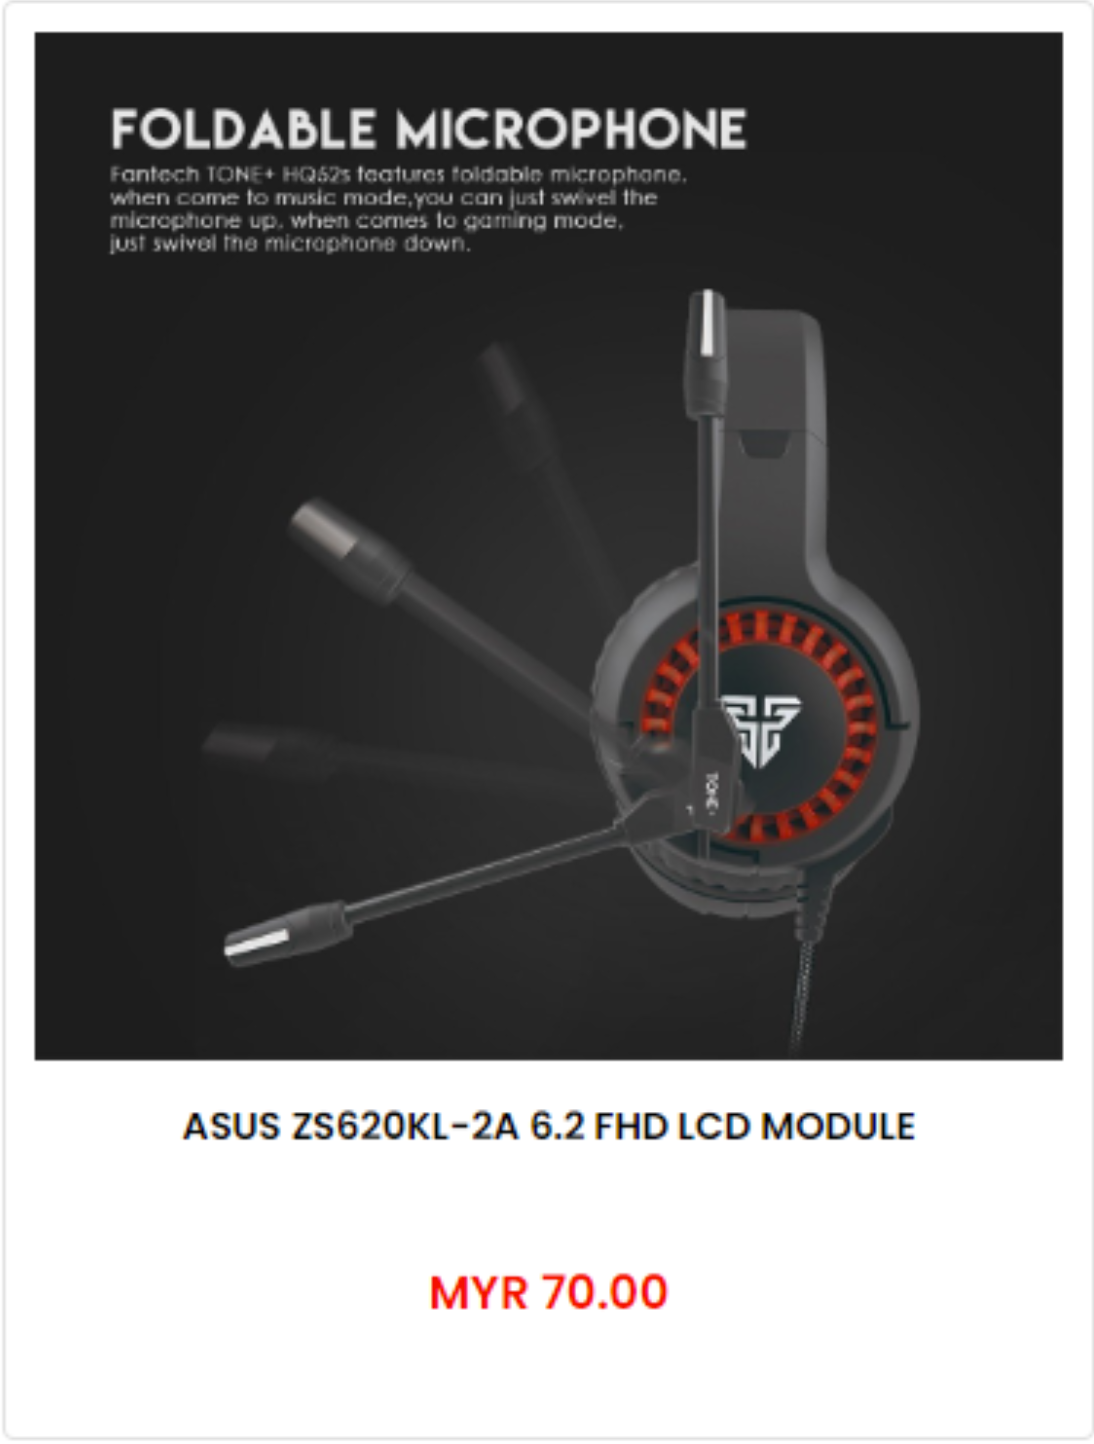 FOLDABLE MICROPHONE
Fantech TONE+ HQ52s features foldable microphone.
when come to music mode,you can just swivel the
microphone up, when comes to gaming mode,
just swivel the microphone down.
TONE+
ASUS ZS620KL-2A 6.2 FHD LCD MODULE
MYR 70.00